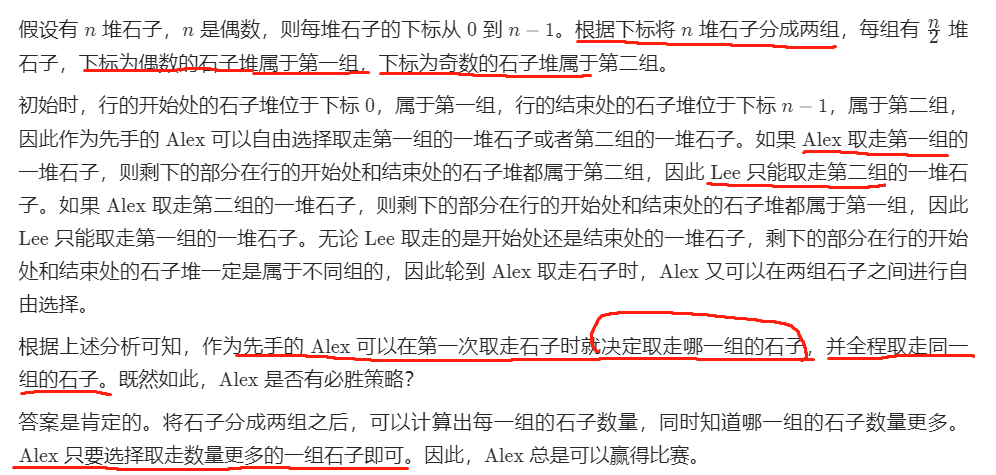 假设有 n 堆石子，n 是偶数，则每堆石子的下标从 0 到 n − 1。根据下标将 n 堆石子分成两组，每组有 n/2 堆
石子，下标为偶数的石子堆属于第一组，下标为奇数的石子堆属于第二组。
初始时，行的开始处的石子堆位于下标 0，属于第一组，行的结束处的石子堆位于下标 n − 1，属于第二组，
因此作为先手的 Alex 可以自由选择取走第一组的一堆石子或者第二组的一堆石子。如果 Alex 取走第一组的
一堆石子，则剩下的部分在行的开始处和结束处的石子堆都属于第二组，因此 Lee 只能取走第二组的一堆石
子。如果 Alex 取走第二组的一堆石子，则剩下的部分在行的开始处和结束处的石子堆都属于第一组，因此
Lee 只能取走第一组的一堆石子。无论 Lee 取走的是开始处还是结束处的一堆石子，剩下的部分在行的开始
处和结束处的石子堆一定是属于不同组的，因此轮到 Alex 取走石子时，Alex 又可以在两组石子之间进行自
由选择。
根据上述分析可知，作为先手的 Alex 可以在第一次取走石子时就决定取走哪一组的石子，并全程取走同一
组的石子。既然如此，Alex 是否有必胜策略？
答案是肯定的。将石子分成两组之后，可以计算出每一组的石子数量，同时知道哪一组的石子数量更多。
Alex 只要选择取走数量更多的一组石子即可。因此，Alex 总是可以赢得比赛。